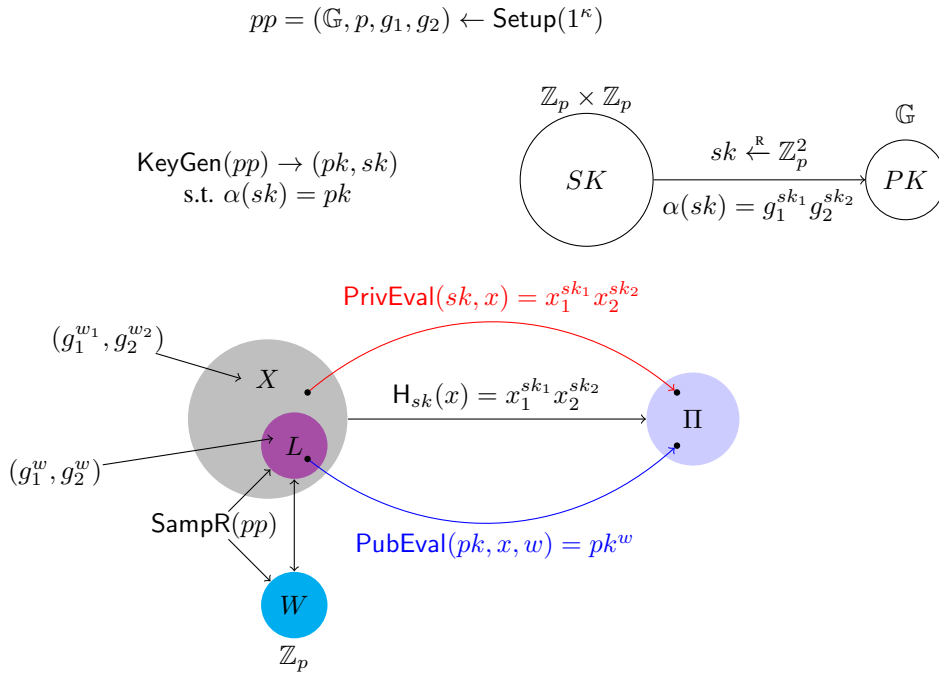 pp = (𝔾, p, g₁, g₂) ← Setup(1^κ)
ℤ_p × ℤ_p
𝔾
KeyGen(pp) → (pk, sk)
s.t. α(sk) = pk
SK
sk ←^R ℤ_p^2
α(sk) = g_1^{sk_1} g_2^{sk_2}
PK
PrivEval(sk, x) = x_1^{sk_1} x_2^{sk_2}
(g_1^{w_1}, g_2^{w_2})
X
H_{sk}(x) = x_1^{sk_1} x_2^{sk_2}
Π
L
(g_1^w, g_2^w)
SampR(pp)
PubEval(pk, x, w) = pk^w
W
ℤ_p